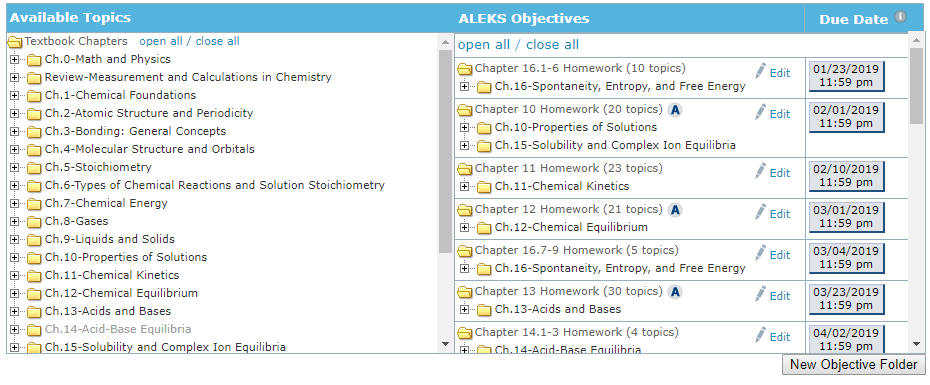 Available Topics
ALEKS Objectives
Due Date
Textbook Chapters open all / close all
Ch.0-Math and Physics
Review-Measurement and Calculations in Chemistry
Ch.1-Chemical Foundations
Ch.2-Atomic Structure and Periodicity
Ch.3-Bonding: General Concepts
Ch.4-Molecular Structure and Orbitals
Ch.5-Stoichiometry
Ch.6-Types of Chemical Reactions and Solution Stoichiometry
Ch.7-Chemical Energy
Ch.8-Gases
Ch.9-Liquids and Solids
Ch.10-Properties of Solutions
Ch.11-Chemical Kinetics
Ch.12-Chemical Equilibrium
Ch.13-Acids and Bases
Ch.14-Acid-Base Equilibria
Ch.15-Solubility and Complex Ion Equilibria
open all / close all
Chapter 16.1-6 Homework (10 topics)
Edit
01/23/2019
11:59 pm
Ch.16-Spontaneity, Entropy, and Free Energy
Chapter 10 Homework (20 topics) A
Edit
02/01/2019
11:59 pm
Ch.10-Properties of Solutions
Ch.15-Solubility and Complex Ion Equilibria
Chapter 11 Homework (23 topics)
Edit
02/10/2019
11:59 pm
Ch.11-Chemical Kinetics
Chapter 12 Homework (21 topics) A
Edit
03/01/2019
11:59 pm
Ch.12-Chemical Equilibrium
Chapter 16.7-9 Homework (5 topics)
Edit
03/04/2019
11:59 pm
Ch.16-Spontaneity, Entropy, and Free Energy
Chapter 13 Homework (30 topics) A
Edit
03/23/2019
11:59 pm
Ch.13-Acids and Bases
Chapter 14.1-3 Homework (4 topics)
Edit
04/02/2019
11:59 pm
Ch.14-Acid-Base Equilibria
New Objective Folder